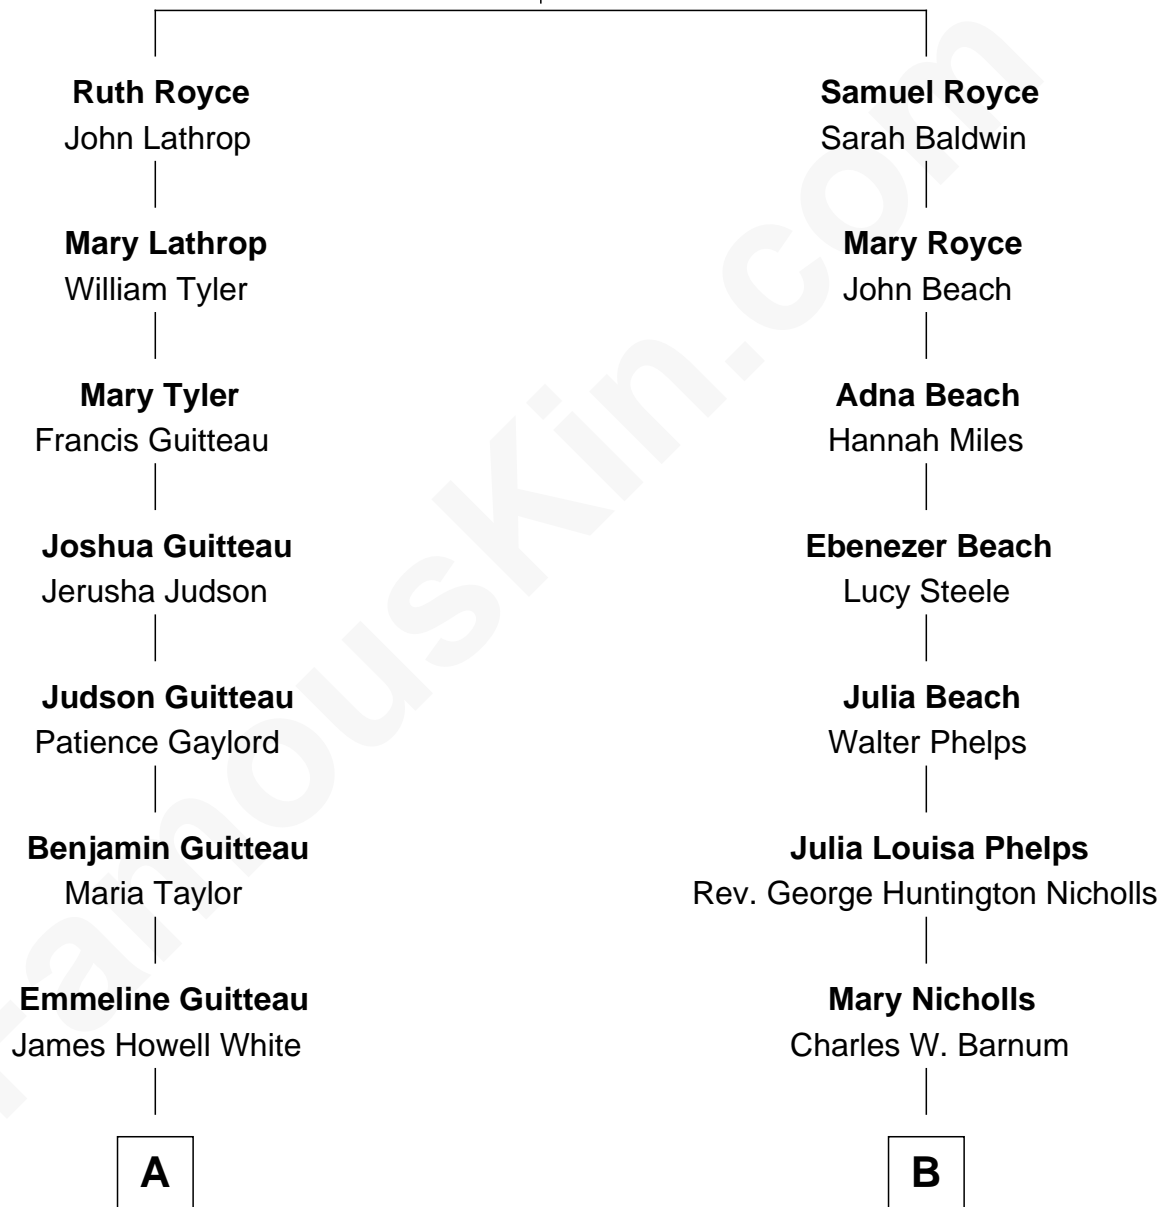 Ruth Royce
John Lathrop
Mary Lathrop
William Tyler
Mary Tyler
Francis Guitteau
Joshua Guitteau
Jerusha Judson
Judson Guitteau
Patience Gaylord
Benjamin Guitteau
Maria Taylor
Emmeline Guitteau
James Howell White
A
Samuel Royce
Sarah Baldwin
Mary Royce
John Beach
Adna Beach
Hannah Miles
Ebenezer Beach
Lucy Steele
Julia Beach
Walter Phelps
Julia Louisa Phelps
Rev. George Huntington Nicholls
Mary Nicholls
Charles W. Barnum
B
FamousKin.com